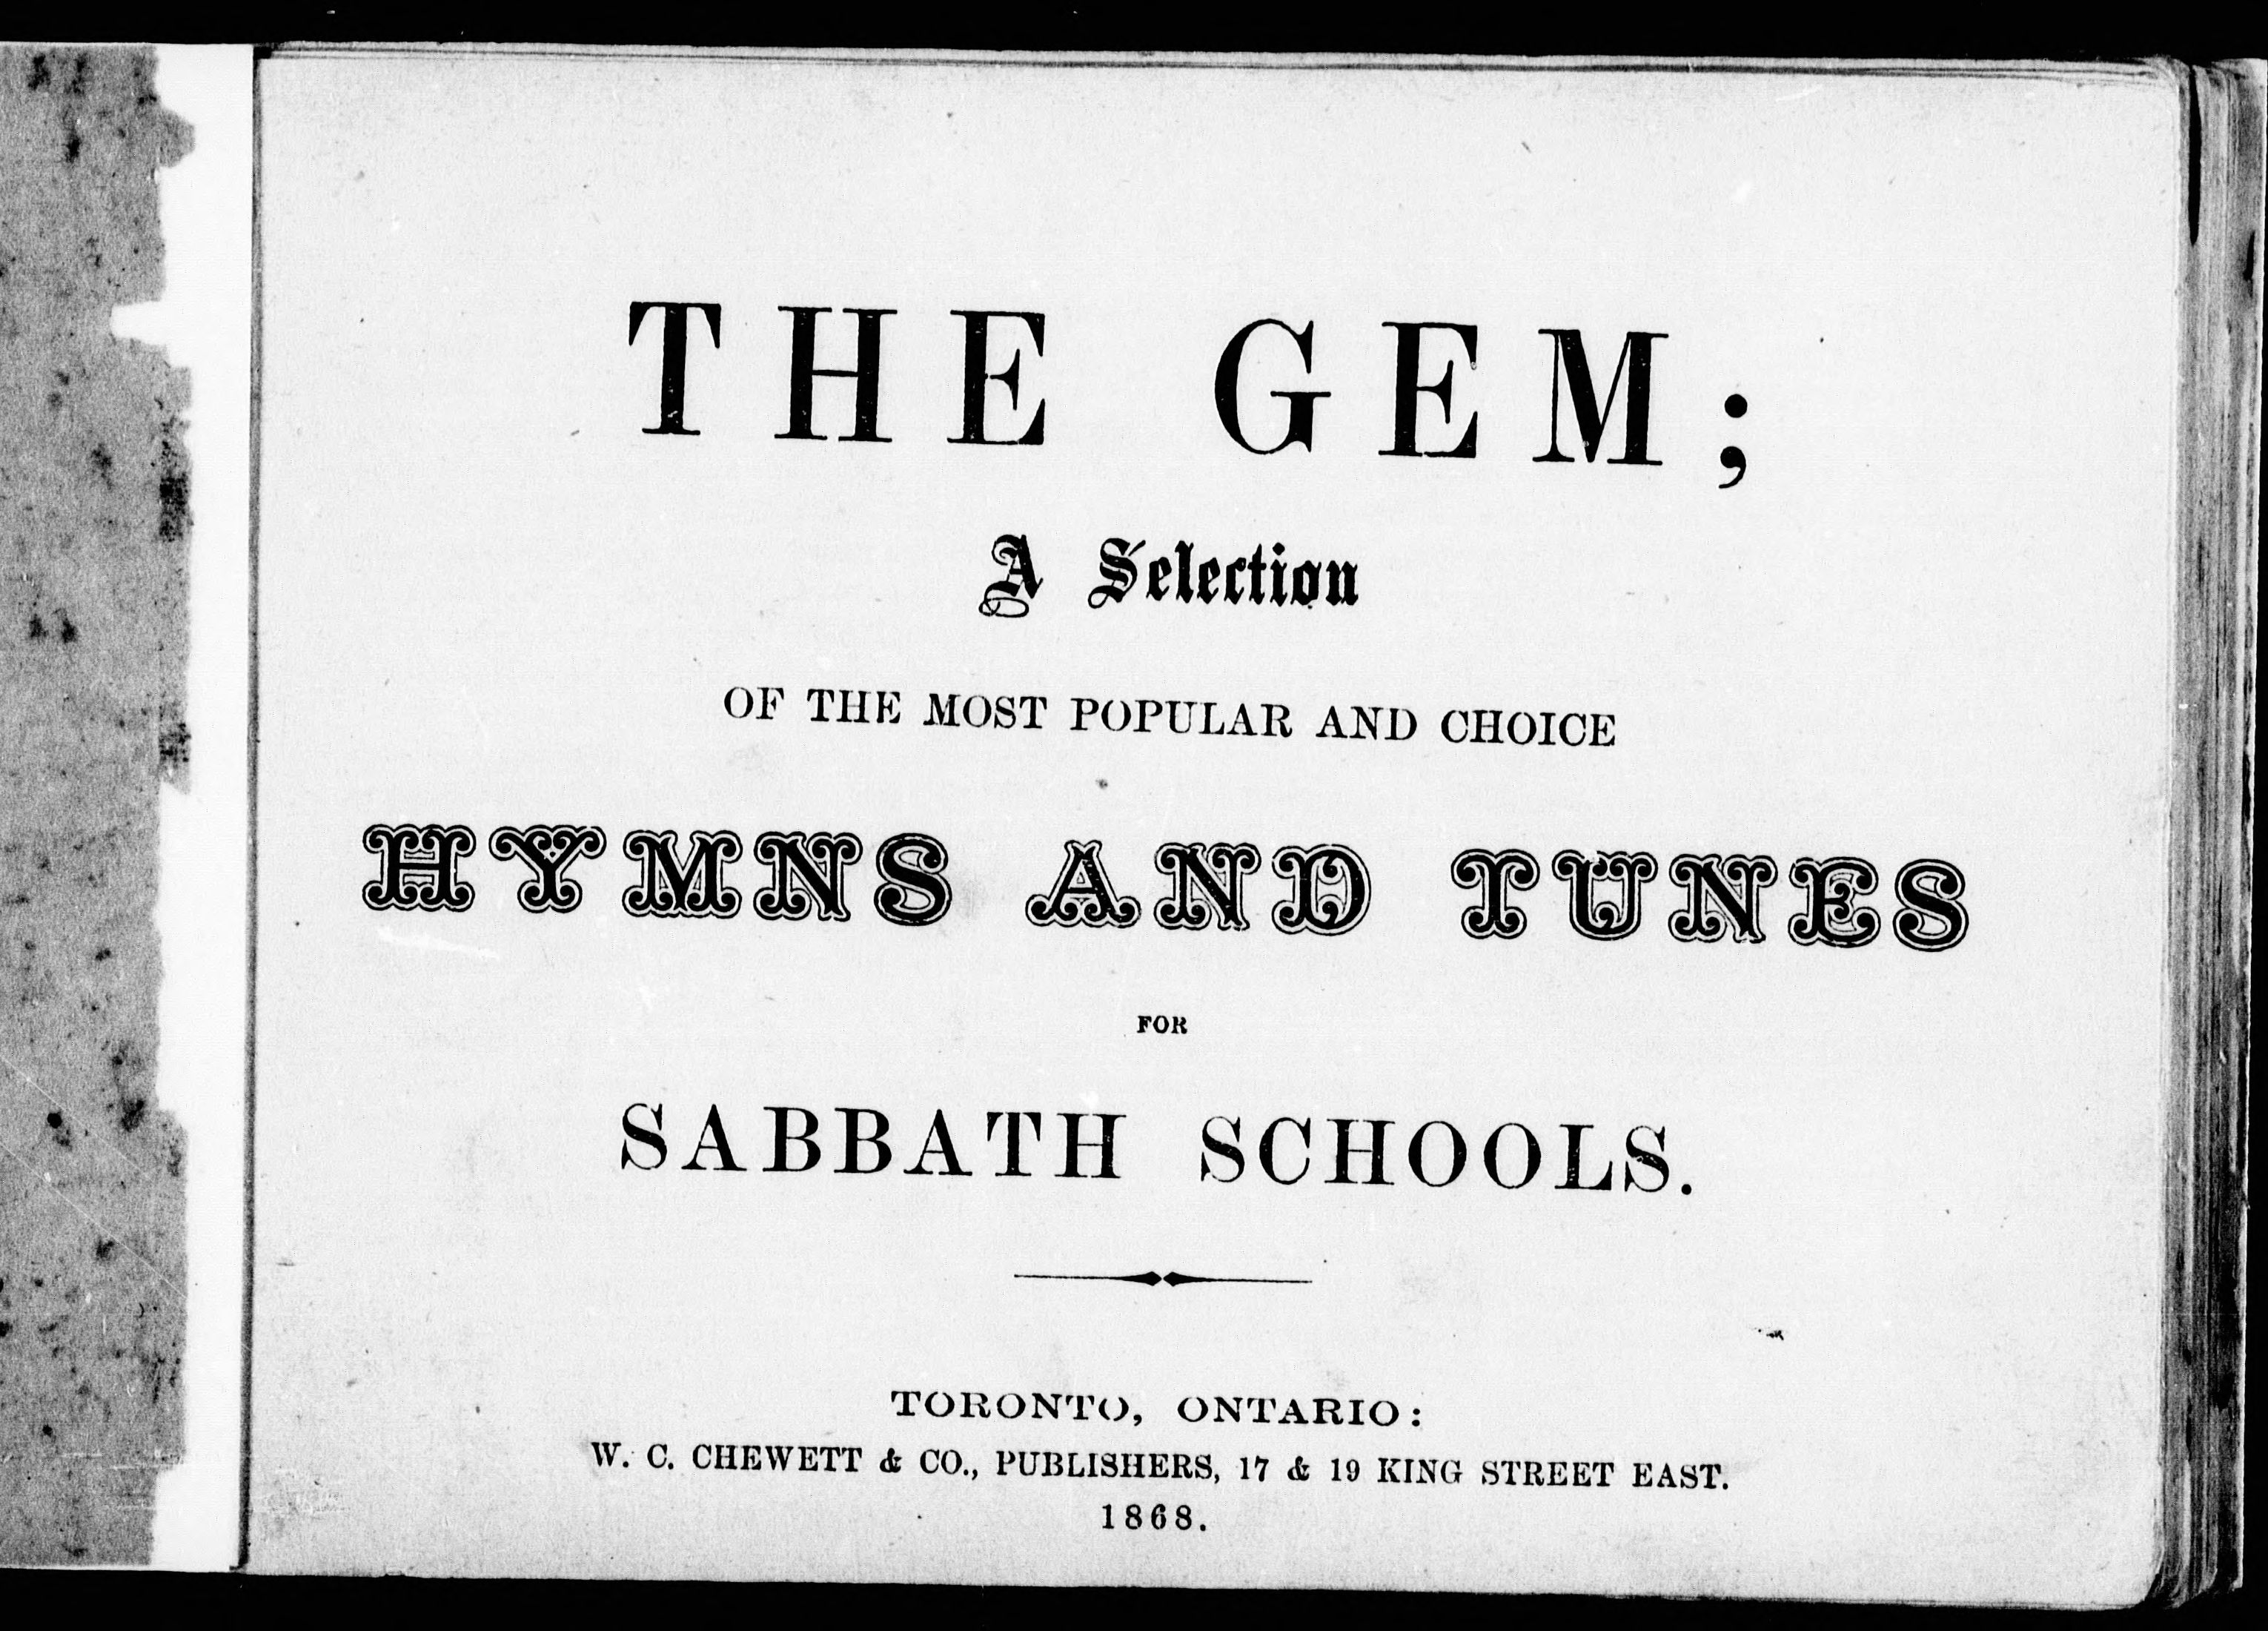 THE GEM;
A Selection
OF THE MOST POPULAR AND CHOICE
HYMNS AND TUNES
FOR
SABBATH SCHOOLS.
TORONTO, ONTARIO:
W. C. CHEWETT & CO., PUBLISHERS, 17 & 19 KING STREET EAST.
1868.